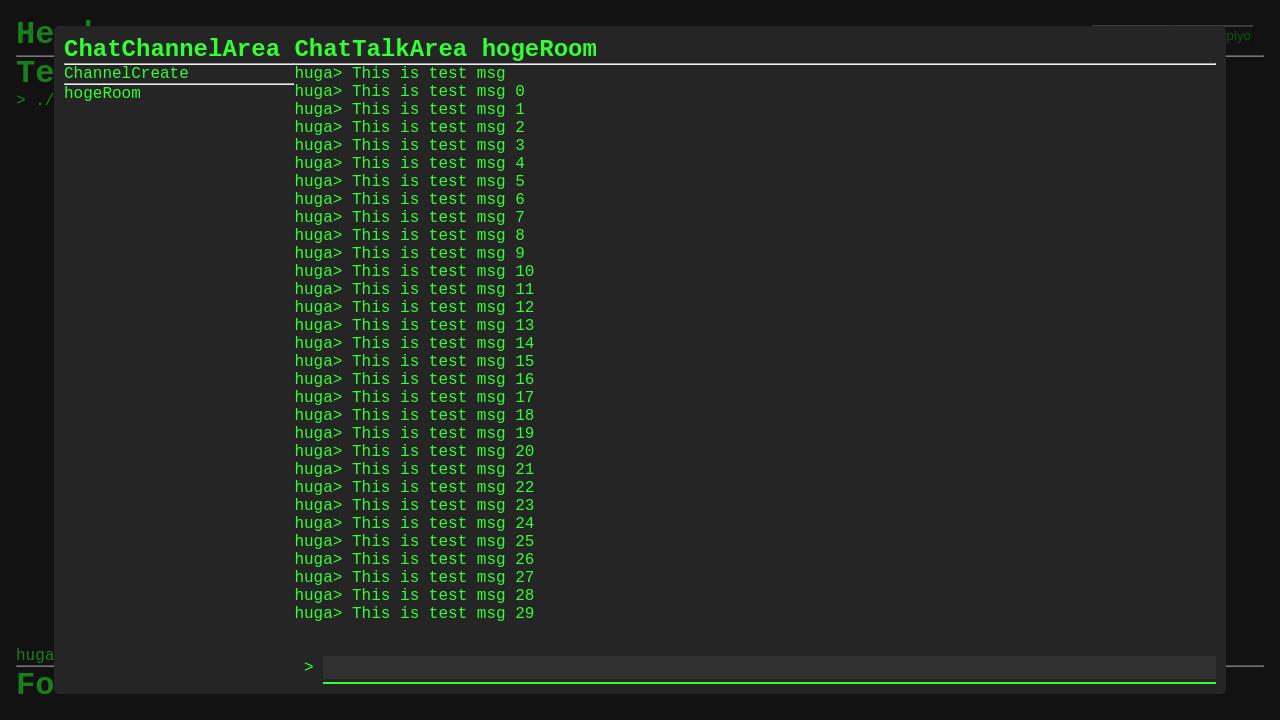 piyo
ChatChannelArea
ChannelCreate
hogeRoom
ChatTalkArea hogeRoom
huga> This is test msg
huga> This is test msg 0
huga> This is test msg 1
huga> This is test msg 2
huga> This is test msg 3
huga> This is test msg 4
huga> This is test msg 5
huga> This is test msg 6
huga> This is test msg 7
huga> This is test msg 8
huga> This is test msg 9
huga> This is test msg 10
huga> This is test msg 11
huga> This is test msg 12
huga> This is test msg 13
huga> This is test msg 14
huga> This is test msg 15
huga> This is test msg 16
huga> This is test msg 17
huga> This is test msg 18
huga> This is test msg 19
huga> This is test msg 20
huga> This is test msg 21
huga> This is test msg 22
huga> This is test msg 23
huga> This is test msg 24
huga> This is test msg 25
huga> This is test msg 26
huga> This is test msg 27
huga> This is test msg 28
huga> This is test msg 29
>
> ./
huga